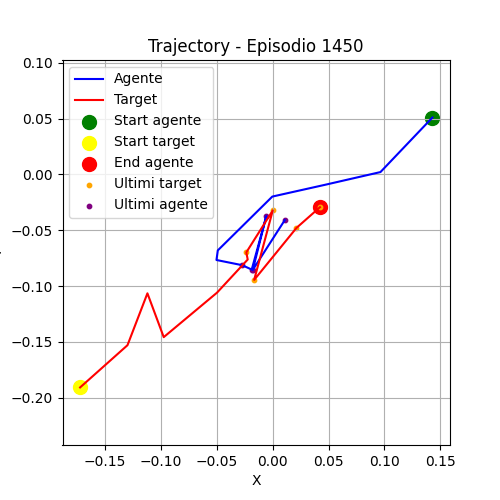 Trajectory - Episodio 1450
Agente
Target
Start agente
Start target
End agente
Ultimi target
Ultimi agente
0.10
0.05
0.00
−0.05
−0.10
−0.15
−0.20
−0.15
−0.10
−0.05
0.00
0.05
0.10
0.15
X